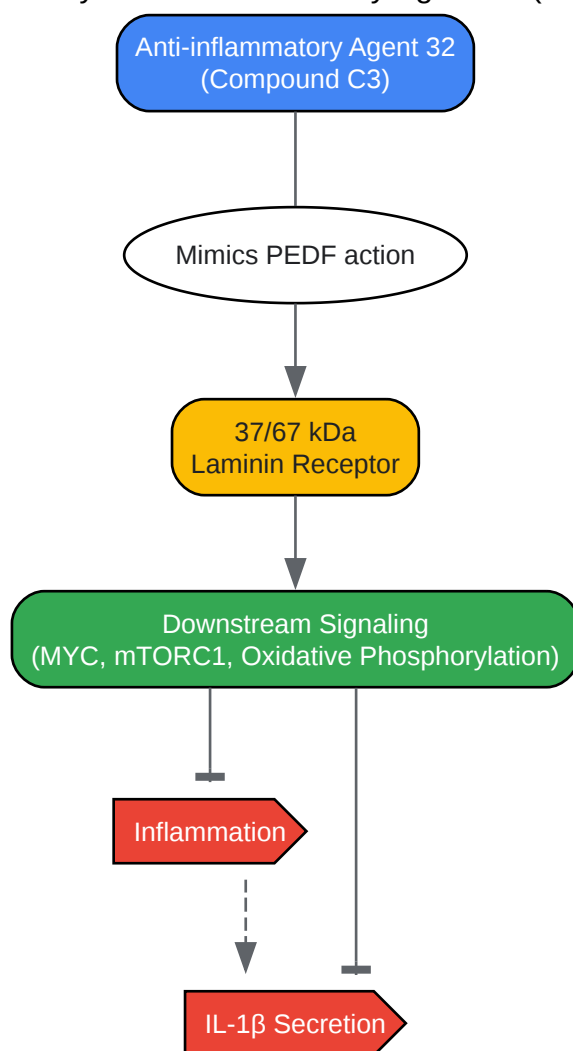 Anti-inflammatory Agent 32
(Compound C3)
Mimics PEDF action
37/67 kDa
Laminin Receptor
Downstream Signaling
(MYC, mTORC1, Oxidative Phosphorylation)
Inflammation
IL-1β Secretion